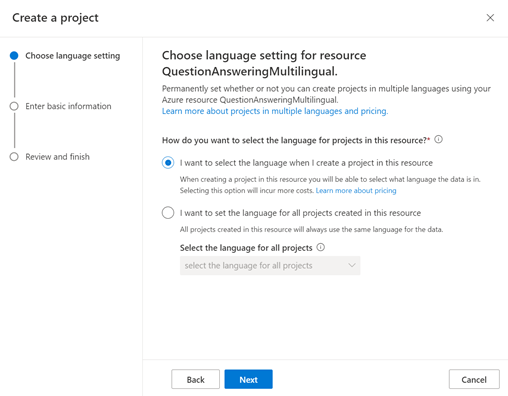 Create a project
Choose language setting
Enter basic information
Review and finish
Choose language setting for resource
QuestionAnsweringMultilingual.
Permanently set whether or not you can create projects in multiple languages using your
Azure resource QuestionAnsweringMultilingual.
Learn more about projects in multiple languages and pricing.
How do you want to select the language for projects in this resource?*
I want to select the language when I create a project in this resource
When creating a project in this resource you will be able to select what language the data is in.
Selecting this option will incur more costs. Learn more about pricing
I want to set the language for all projects created in this resource
All projects created in this resource will always use the same language for the data.
Select the language for all projects
select the language for all projects
Back
Next
Cancel